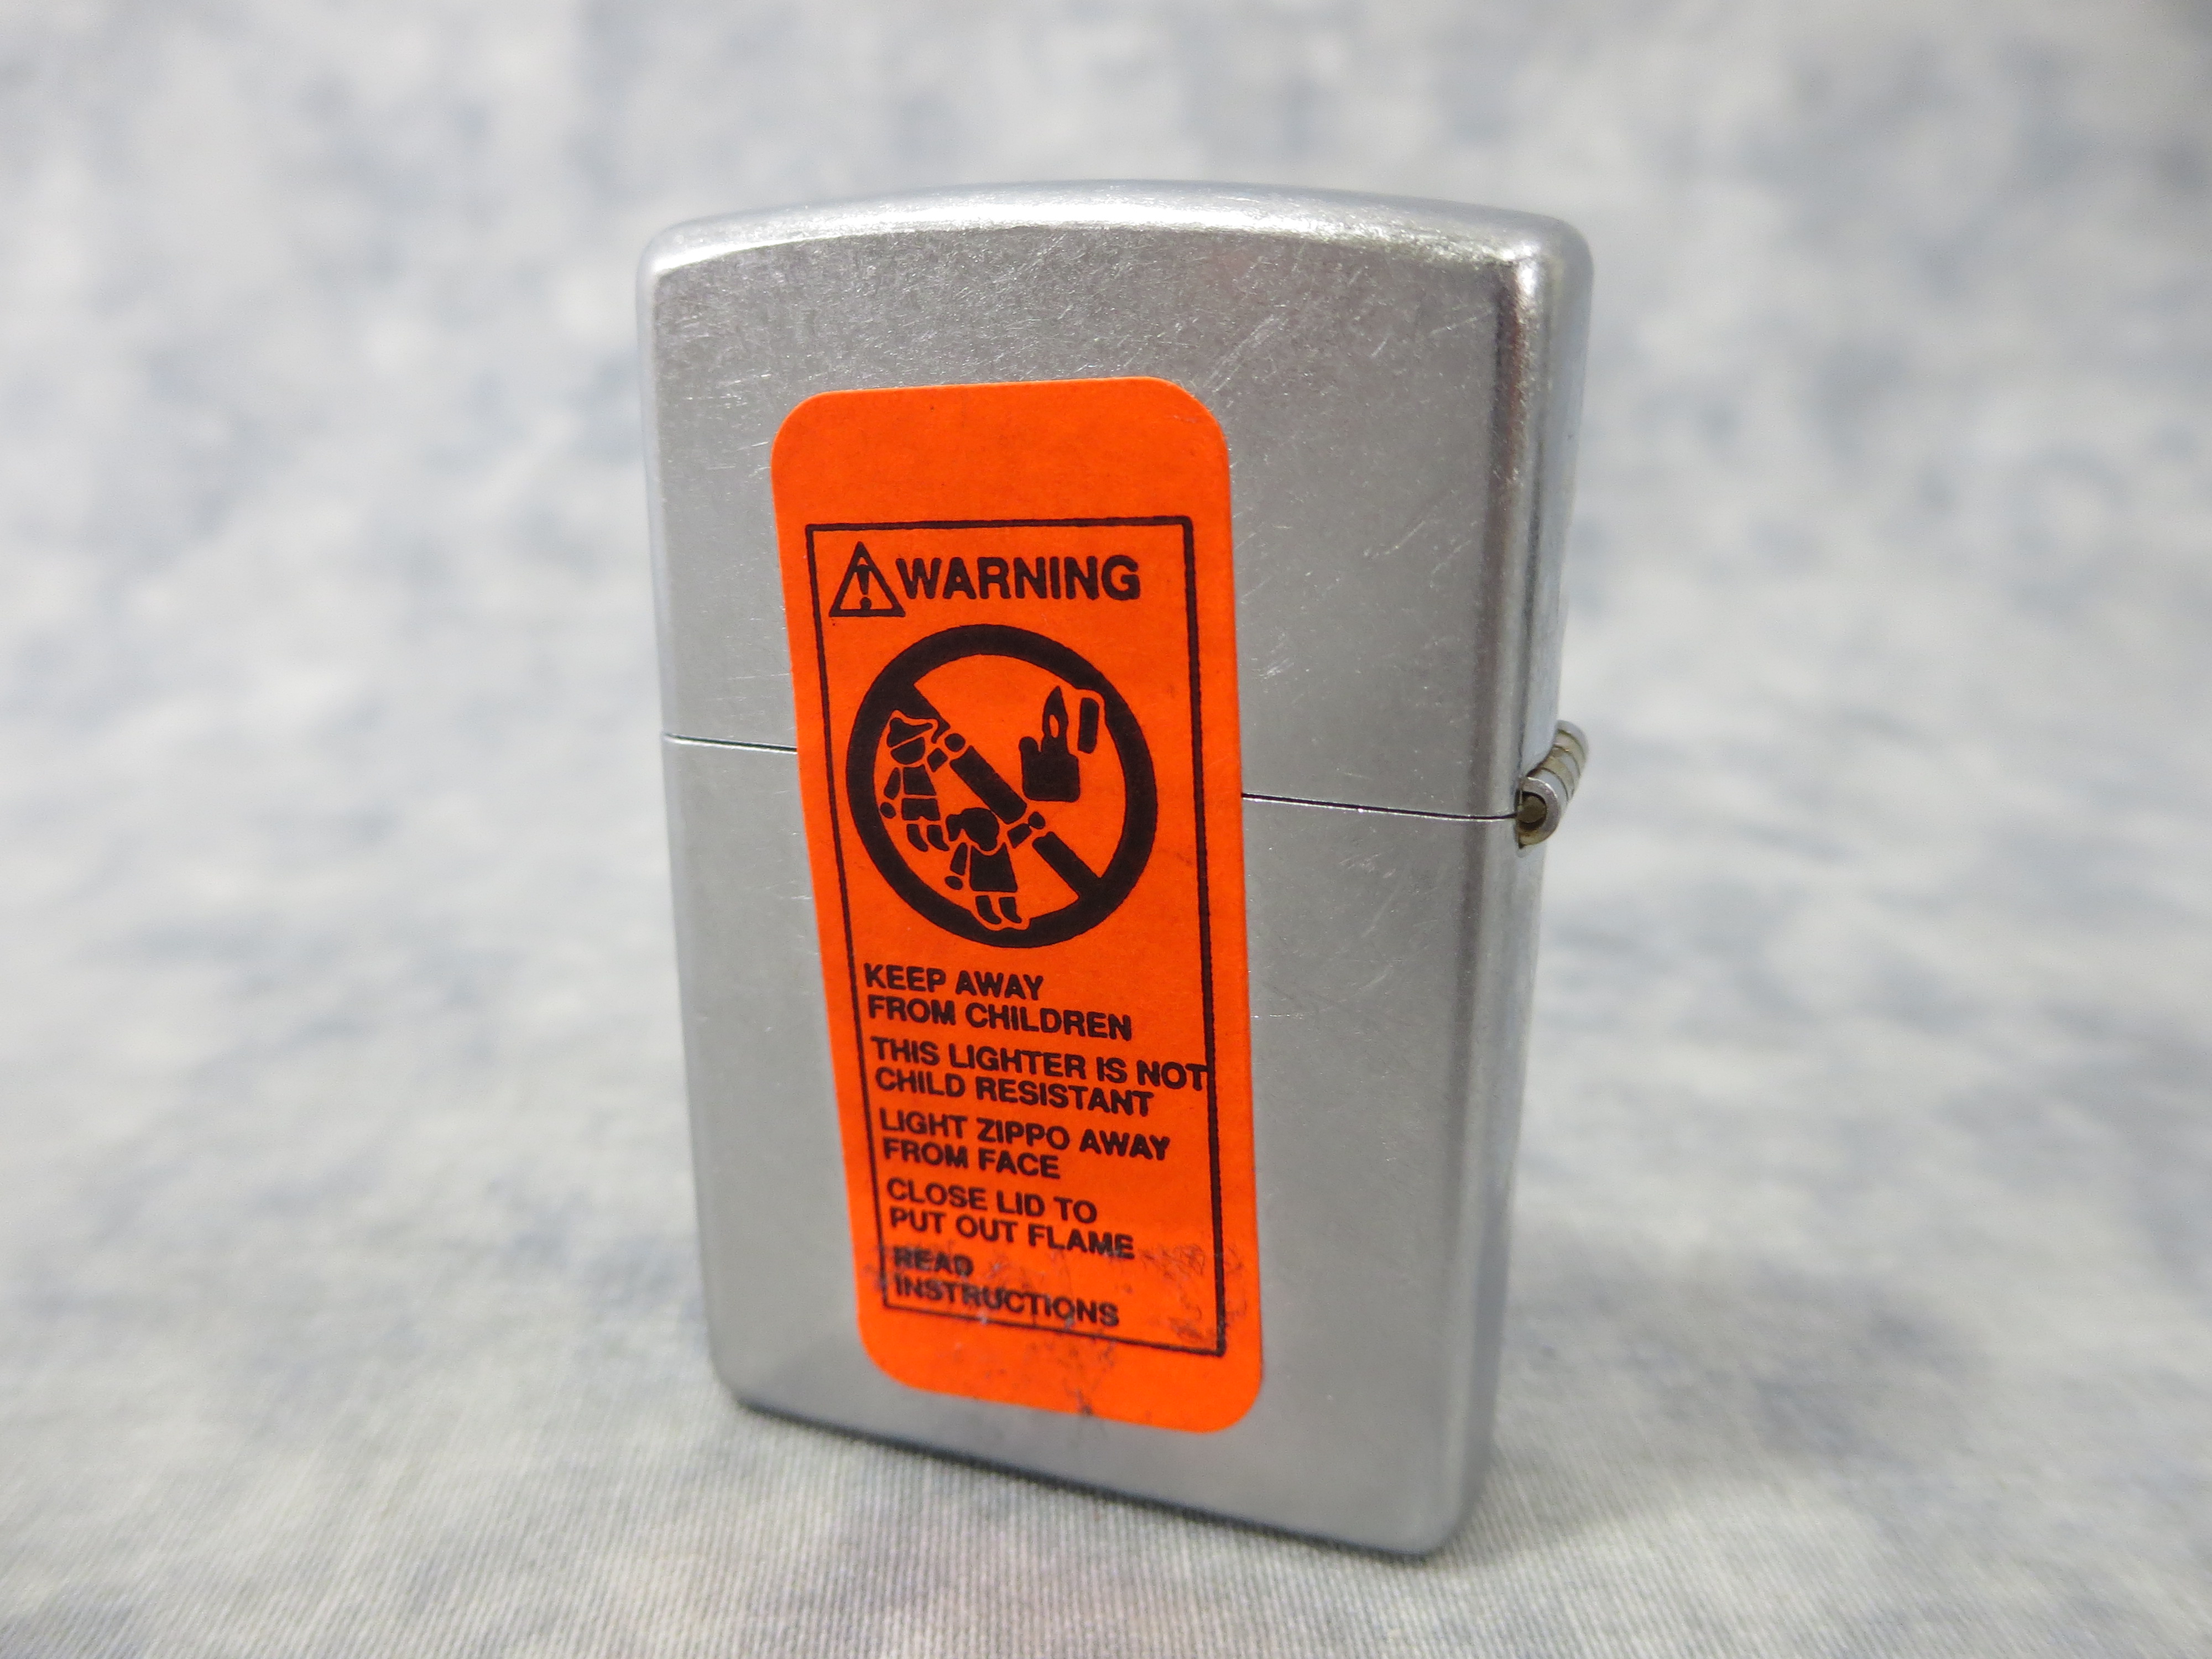 WARNING
KEEP AWAY
FROM CHILDREN
THIS LIGHTER IS NOT
CHILD RESISTANT
LIGHT ZIPPO AWAY
FROM FACE
CLOSE LID TO
PUT OUT FLAME
READ
INSTRUCTIONS